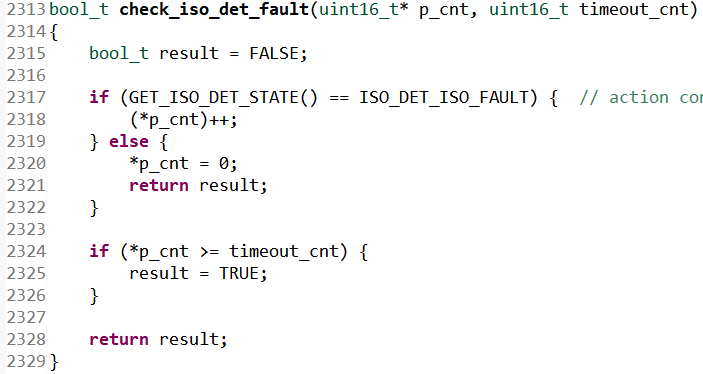 2313 bool_t check_iso_det_fault(uint16_t* p_cnt, uint16_t timeout_cnt)
2314 {
2315     bool_t result = FALSE;
2316
2317     if (GET_ISO_DET_STATE() == ISO_DET_ISO_FAULT) {  // action cor
2318         (*p_cnt)++;
2319     } else {
2320         *p_cnt = 0;
2321         return result;
2322     }
2323
2324     if (*p_cnt >= timeout_cnt) {
2325         result = TRUE;
2326     }
2327
2328     return result;
2329 }